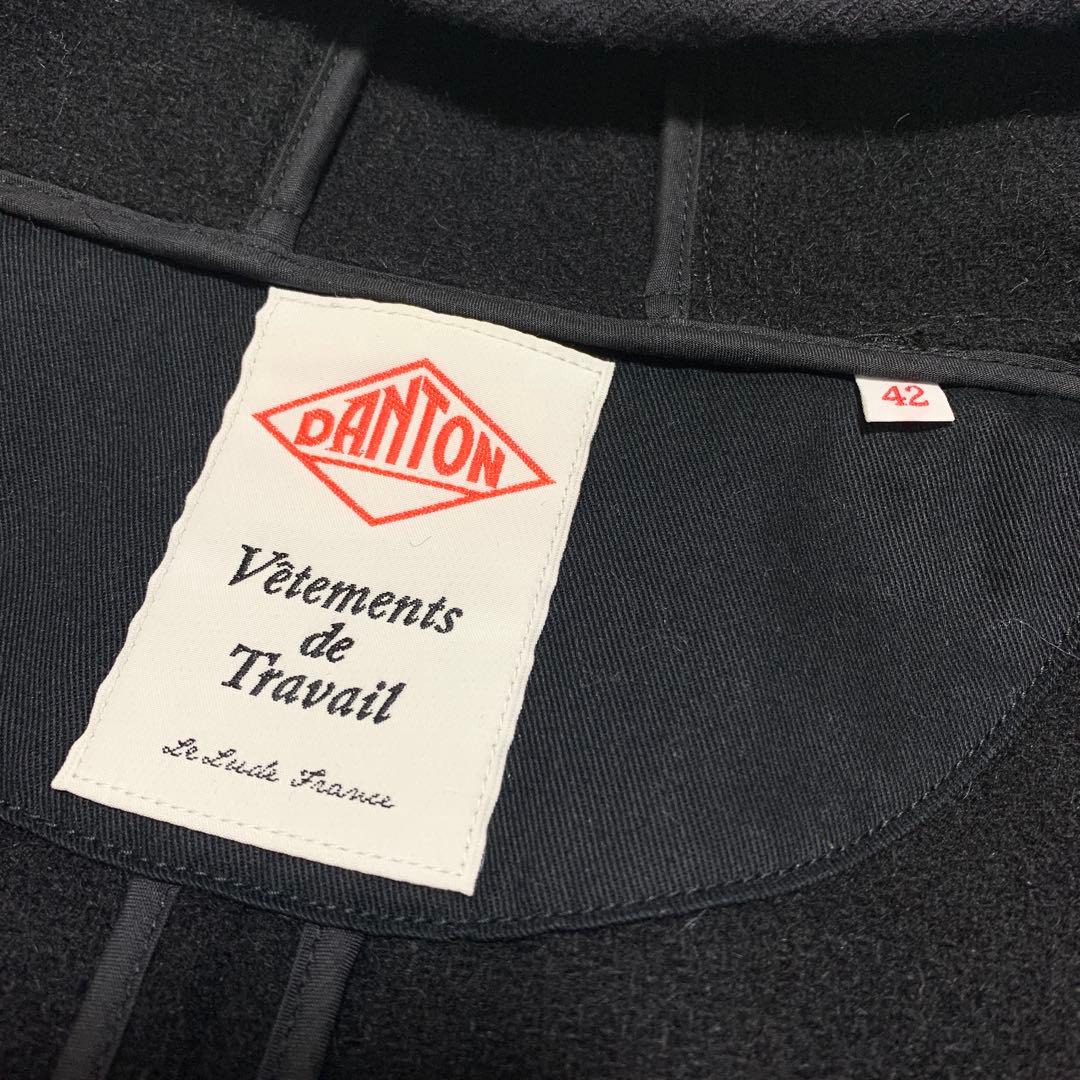 DANTON
Vêtements
de
Travail
Le Lude France
42